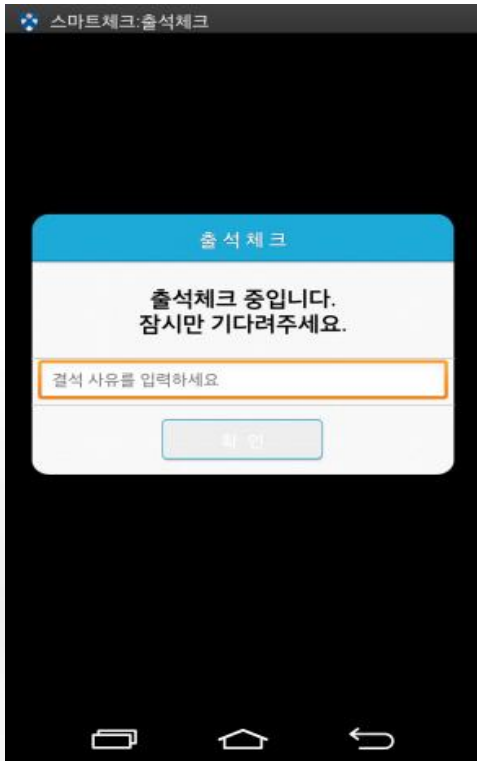 스마트체크:출석체크
출석체크
출석체크 중입니다.
잠시만 기다려주세요.
결석 사유를 입력하세요
확인